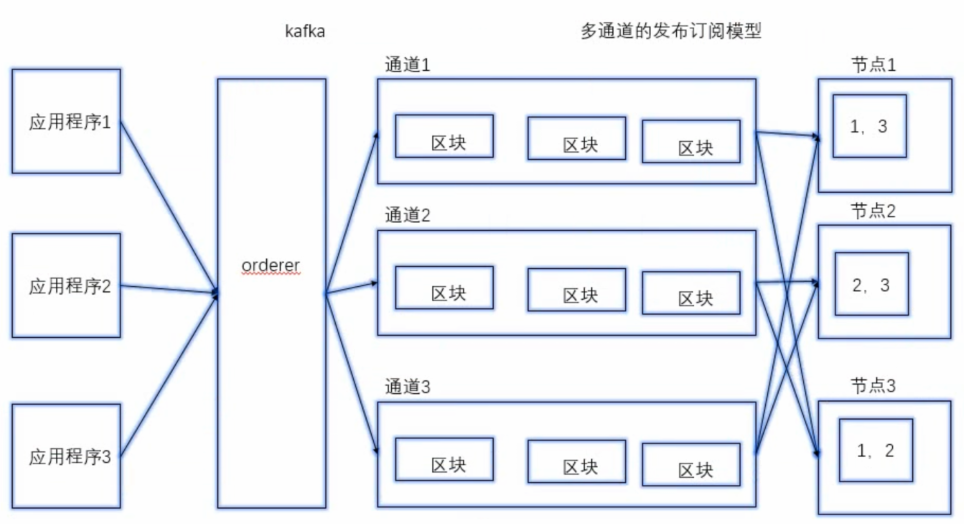 kafka
多通道的发布订阅模型
应用程序1
应用程序2
应用程序3
orderer
通道1
区块
区块
区块
通道2
区块
区块
区块
通道3
区块
区块
区块
节点1
1，3
节点2
2，3
节点3
1，2